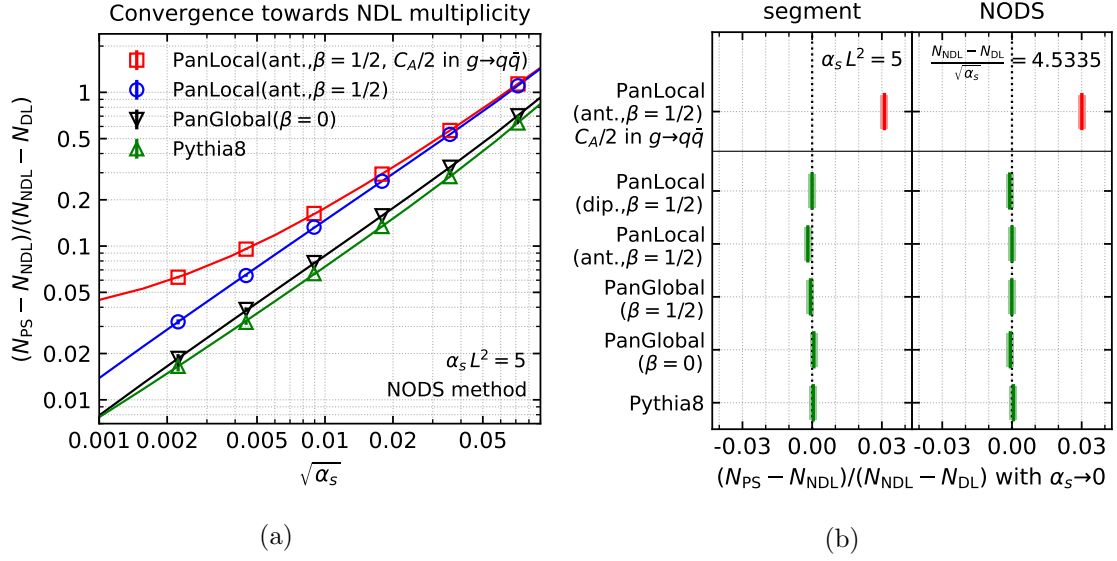 Convergence towards NDL multiplicity
PanLocal(ant.,β = 1/2, C_A/2 in g→qq̄)
PanLocal(ant.,β = 1/2)
PanGlobal(β = 0)
Pythia8
(N_PS − N_NDL)/(N_NDL − N_DL)
1
0.5
0.2
0.1
0.05
0.02
0.01
α_s L² = 5
NODS method
0.001 0.002 0.005 0.01 0.02 0.05
√α_s
(a)
segment NODS
α_s L² = 5
(N_NDL − N_DL)/√α_s = 4.5335
PanLocal
(ant.,β = 1/2)
C_A/2 in g→qq̄
PanLocal
(dip.,β = 1/2)
PanLocal
(ant.,β = 1/2)
PanGlobal
(β = 1/2)
PanGlobal
(β = 0)
Pythia8
-0.03 0.00 0.03 -0.03 0.00 0.03
(N_PS − N_NDL)/(N_NDL − N_DL) with α_s→0
(b)